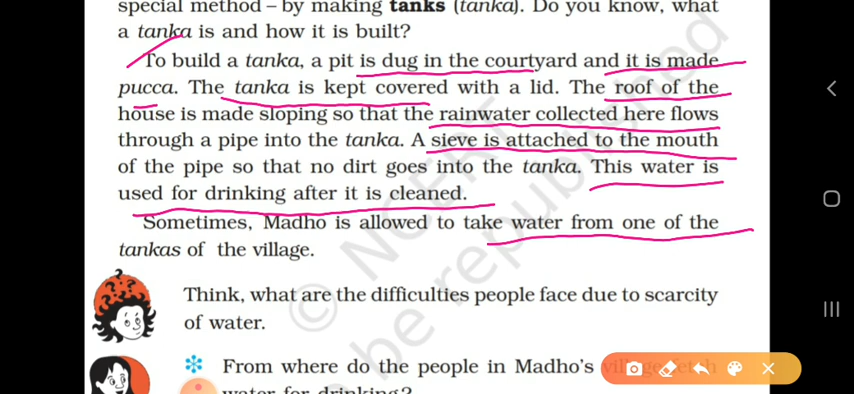 special method – by making tanks (tanka). Do you know, what
a tanka is and how it is built?
To build a tanka, a pit is dug in the courtyard and it is made
pucca. The tanka is kept covered with a lid. The roof of the
house is made sloping so that the rainwater collected here flows
through a pipe into the tanka. A sieve is attached to the mouth
of the pipe so that no dirt goes into the tanka. This water is
used for drinking after it is cleaned.
Sometimes, Madho is allowed to take water from one of the
tankas of the village.
Think, what are the difficulties people face due to scarcity
of water.
From where do the people in Madho's
water for drinking?
© NCERT
be republished